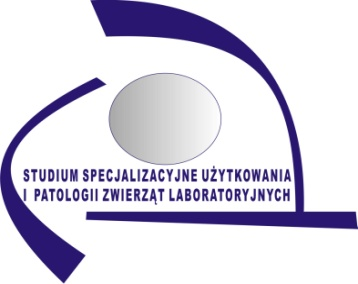 STUDIUM SPECJALIZACYJNE UŻYTKOWANIA
I PATOLOGII ZWIERZĄT LABORATORYJNYCH